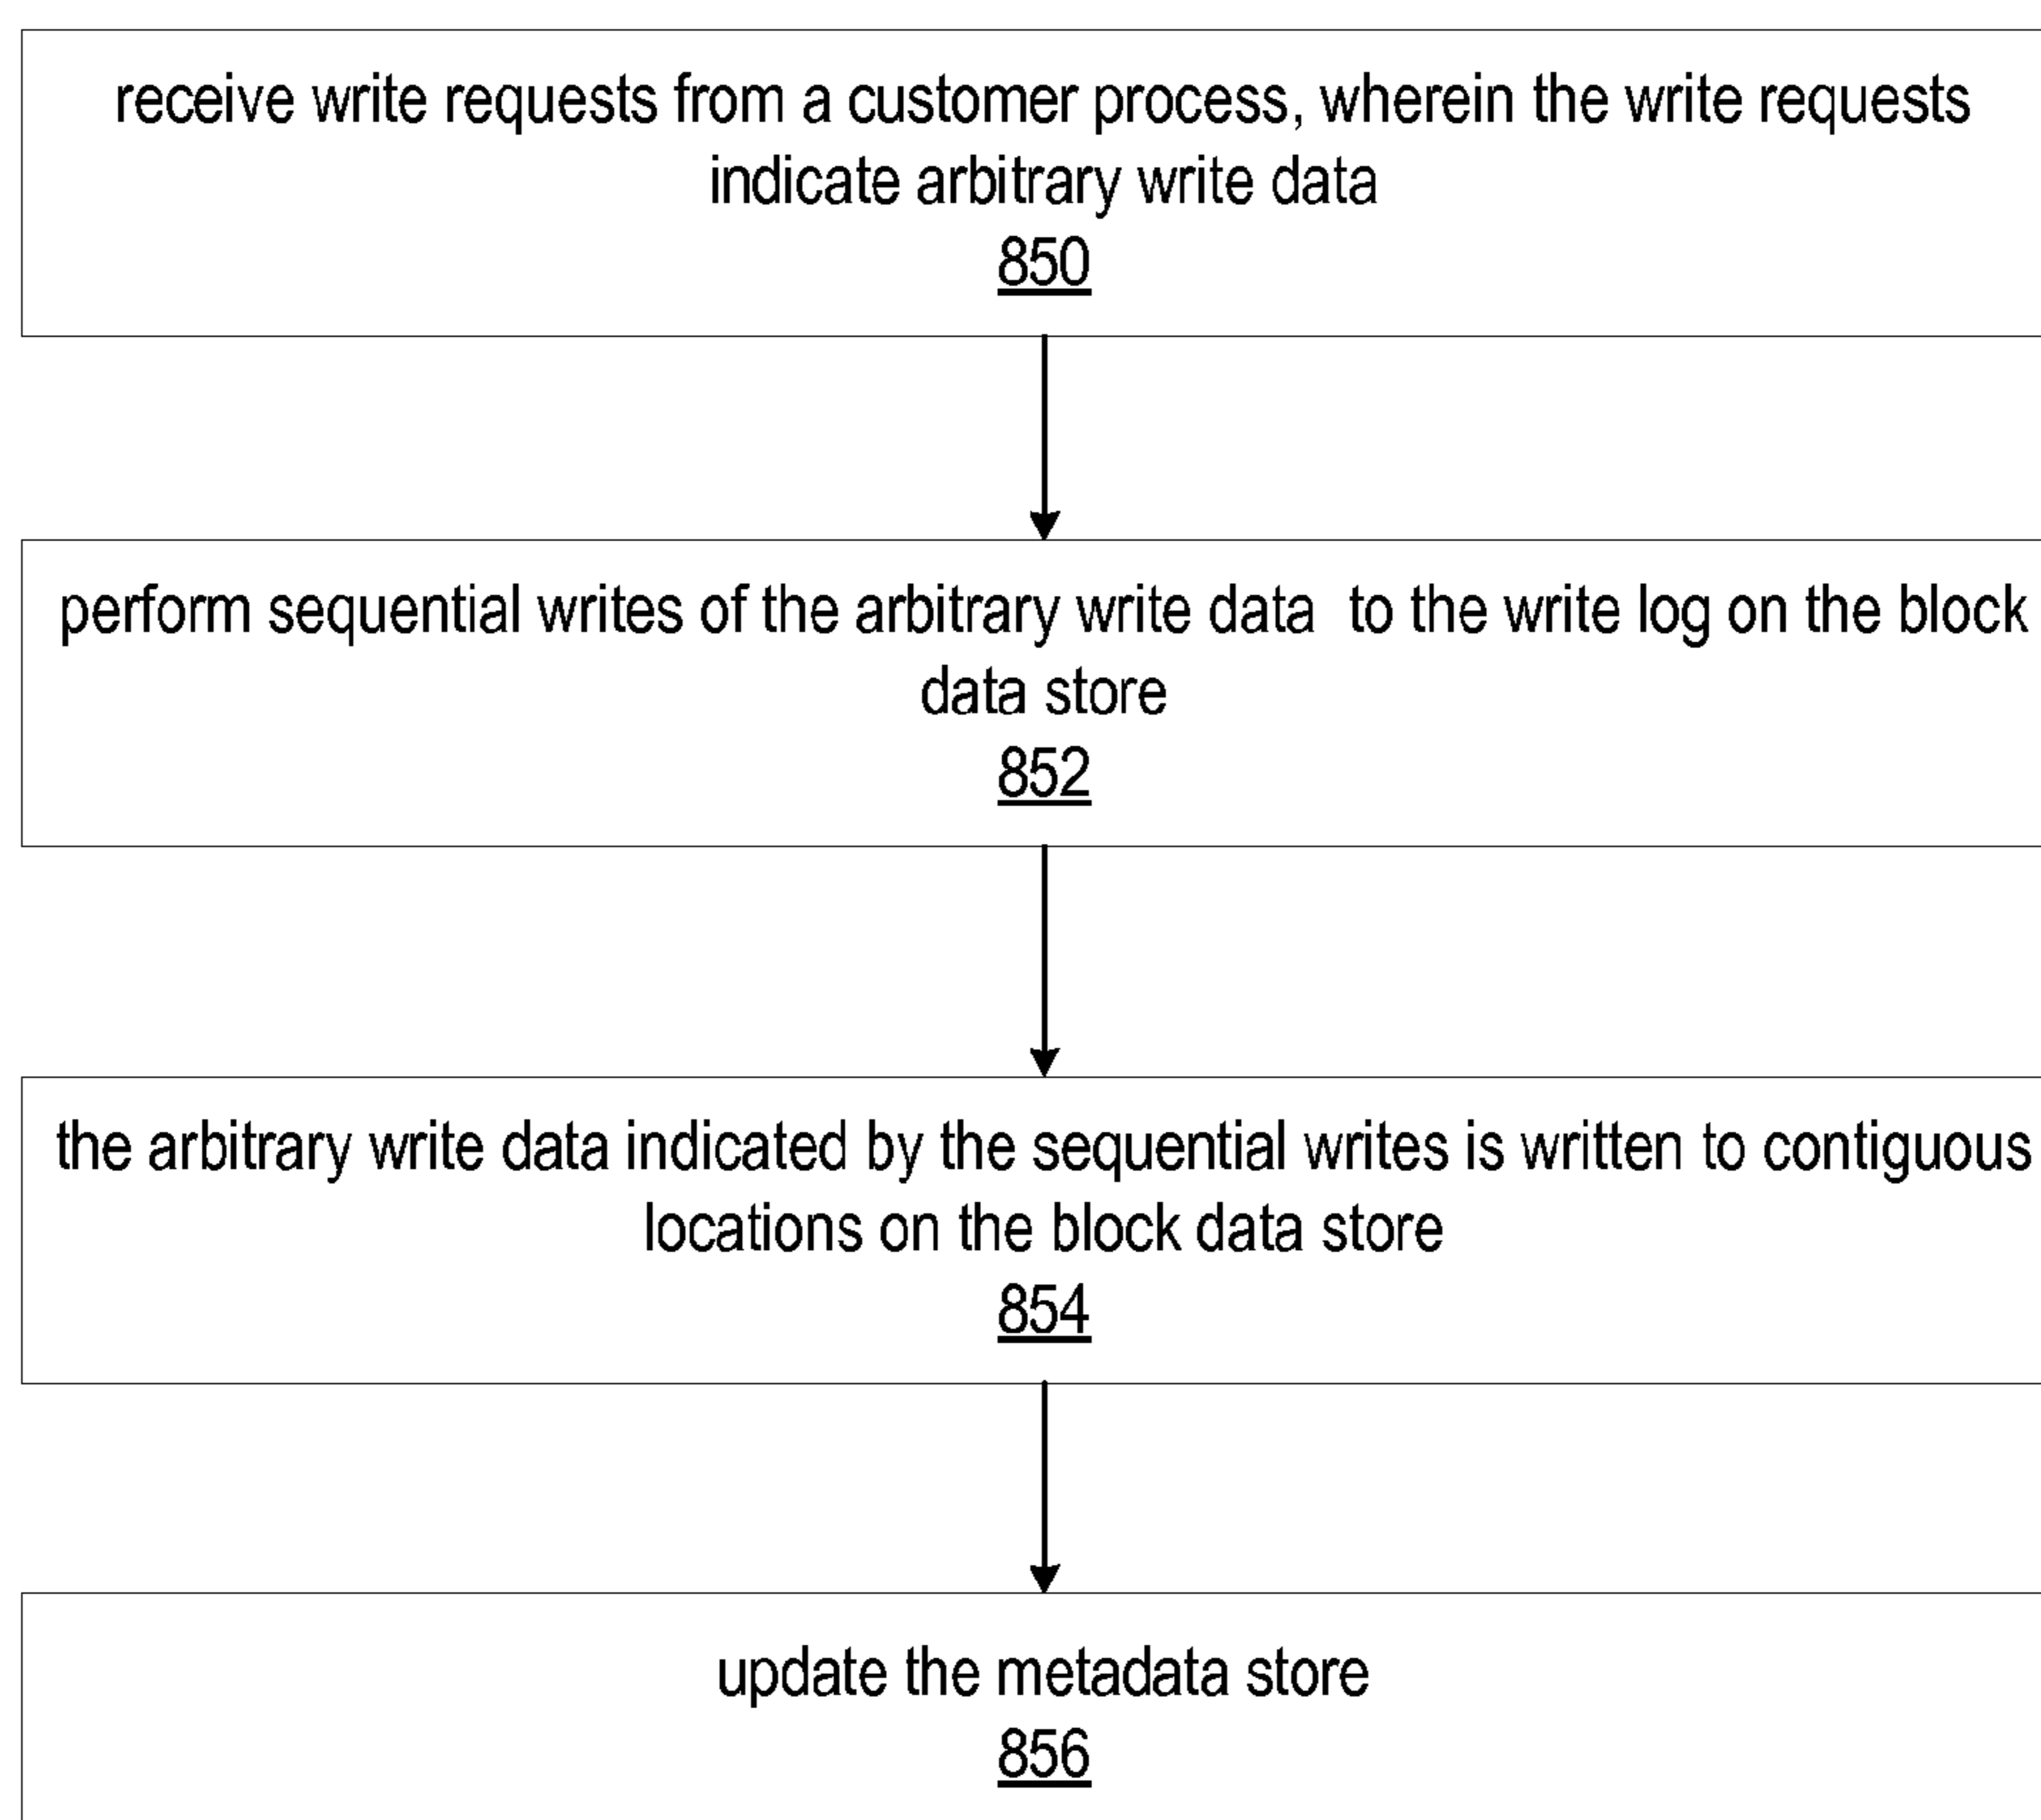 receive write requests from a customer process, wherein the write requests
indicate arbitrary write data
850
perform sequential writes of the arbitrary write data to the write log on the block
data store
852
the arbitrary write data indicated by the sequential writes is written to contiguous
locations on the block data store
854
update the metadata store
856